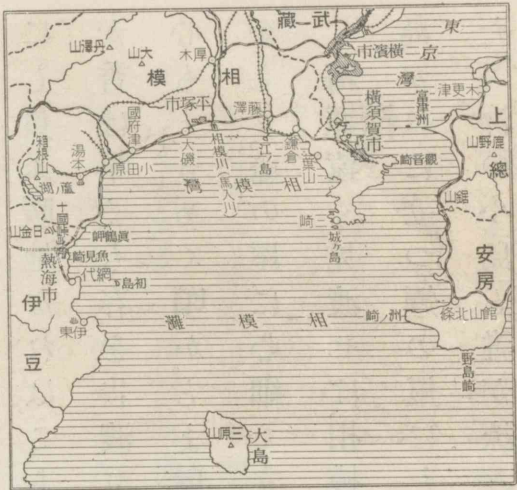 武藏
東京灣
橫濱市
丹澤山
大山
厚木
相模
木更津
富津洲
上總
鹿野山
平塚市
藤澤
國府津
橫須賀市
大磯
相模川(馬入川)
江ノ島
鎌倉
葉山
觀音崎
箱根山
湯本
小田原
蘆ノ湖
相模灣
鋸山
十國峠
日金山
眞鶴岬
三崎
城ヶ島
魚見崎
熱海市
網代
初島
安房
伊豆
伊東
相模灘
洲ノ崎
館山北條
野島崎
三原山
大島